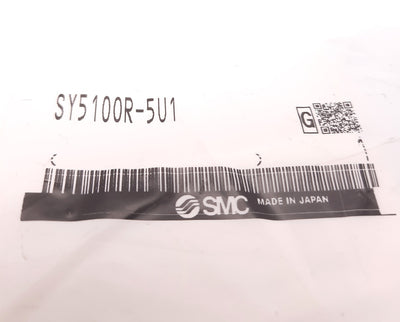 SY5100R-5U1
G
SMC MADE IN JAPAN